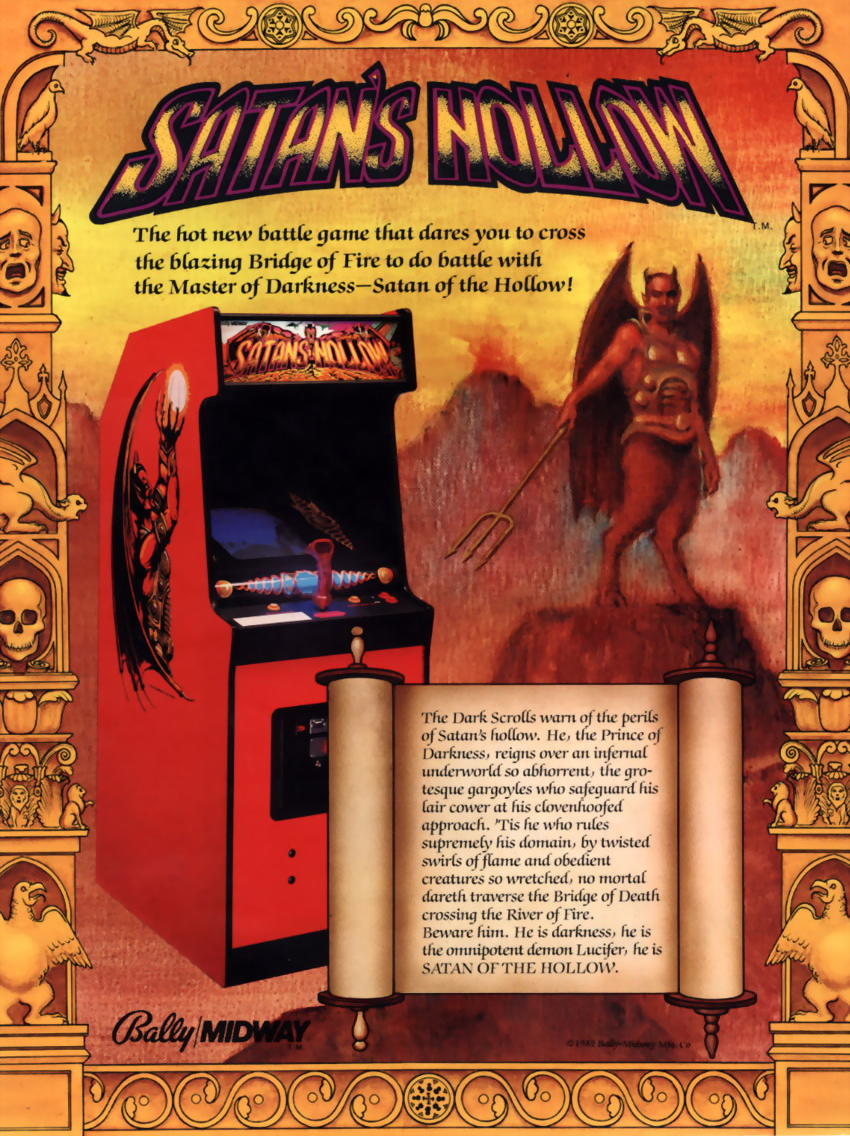 SATAN'S HOLLOW
T.M.
The hot new battle game that dares you to cross
the blazing Bridge of Fire to do battle with
the Master of Darkness—Satan of the Hollow!
SATAN'S HOLLOW
The Dark Scrolls warn of the perils
of Satan's hollow. He, the Prince of
Darkness, reigns over an infernal
underworld so abhorrent, the gro-
tesque gargoyles who safeguard his
lair cower at his clovenhoofed
approach. 'Tis he who rules
supremely his domain, by twisted
swirls of flame and obedient
creatures so wretched, no mortal
dareth traverse the Bridge of Death
crossing the River of Fire.
Beware him. He is darkness, he is
the omnipotent demon Lucifer, he is
SATAN OF THE HOLLOW.
Bally/MIDWAY
T.M.
©1982 Bally-Midway Mfg. Co